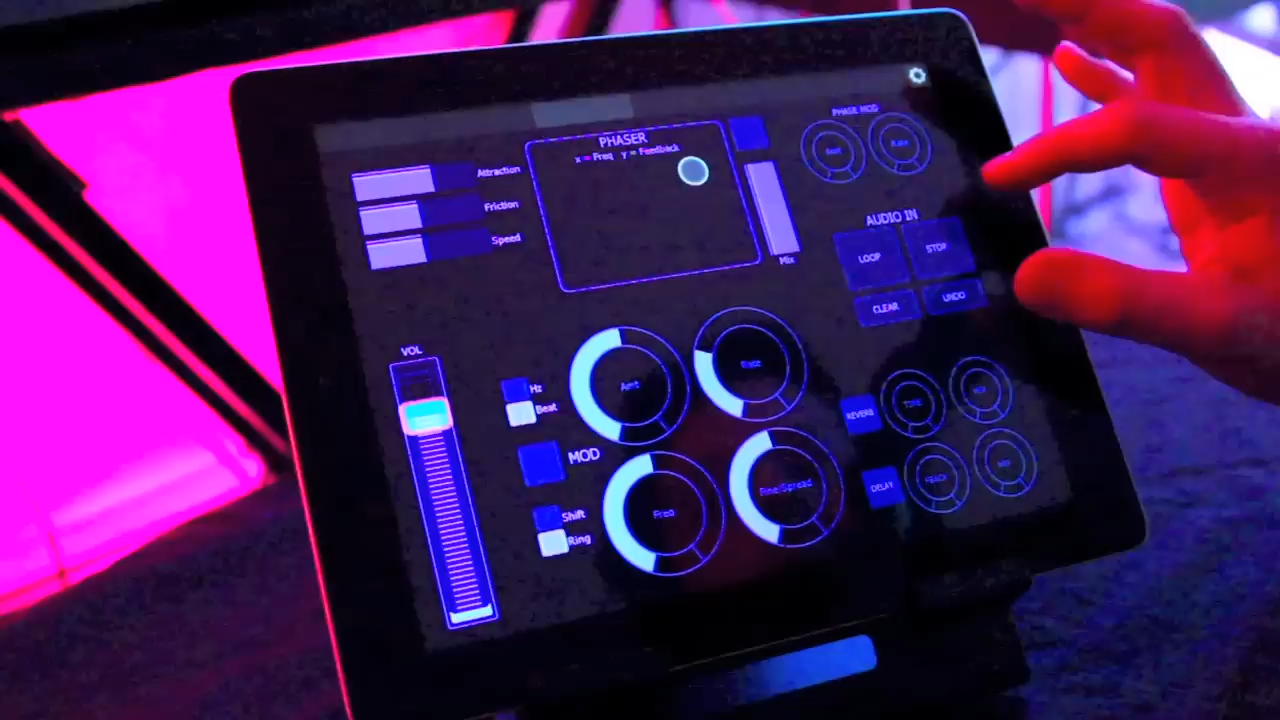 PHASE MOD
PHASER
x = Freq y = Feedback
Attraction
Friction
Speed
Mix
AUDIO IN
LOOP
STOP
CLEAR
UNDO
VOL
Hz
Beat
Amt
MOD
Shift
Ring
Freq
Fine/Spread
REVERB
TIME
DELAY